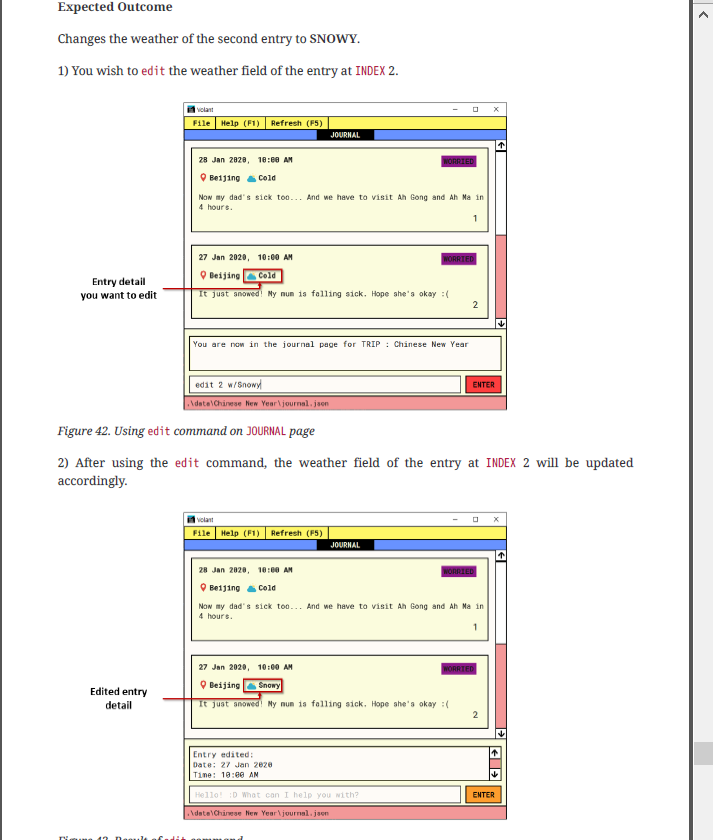 Expected Outcome
Changes the weather of the second entry to SNOWY.
1) You wish to edit the weather field of the entry at INDEX 2.
Volant
File Help (F1) Refresh (F5)
JOURNAL
28 Jan 2020, 10:00 AM WORRIED
Beijing Cold
Now my dad's sick too... And we have to visit Ah Gong and Ah Ma in
4 hours.
1
27 Jan 2020, 10:00 AM WORRIED
Beijing Cold
It just snowed! My mum is falling sick. Hope she's okay :(
2
Entry detail
you want to edit
You are now in the journal page for TRIP : Chinese New Year
edit 2 w/Snowy ENTER
.\data\Chinese New Year\journal.json
Figure 42. Using edit command on JOURNAL page
2) After using the edit command, the weather field of the entry at INDEX 2 will be updated
accordingly.
Volant
File Help (F1) Refresh (F5)
JOURNAL
28 Jan 2020, 10:00 AM WORRIED
Beijing Cold
Now my dad's sick too... And we have to visit Ah Gong and Ah Ma in
4 hours.
1
27 Jan 2020, 10:00 AM WORRIED
Beijing Snowy
It just snowed! My mum is falling sick. Hope she's okay :(
2
Edited entry
detail
Entry edited:
Date: 27 Jan 2020
Time: 10:00 AM
Hello! :D What can I help you with? ENTER
.\data\Chinese New Year\journal.json
Figure 43. Result of edit command